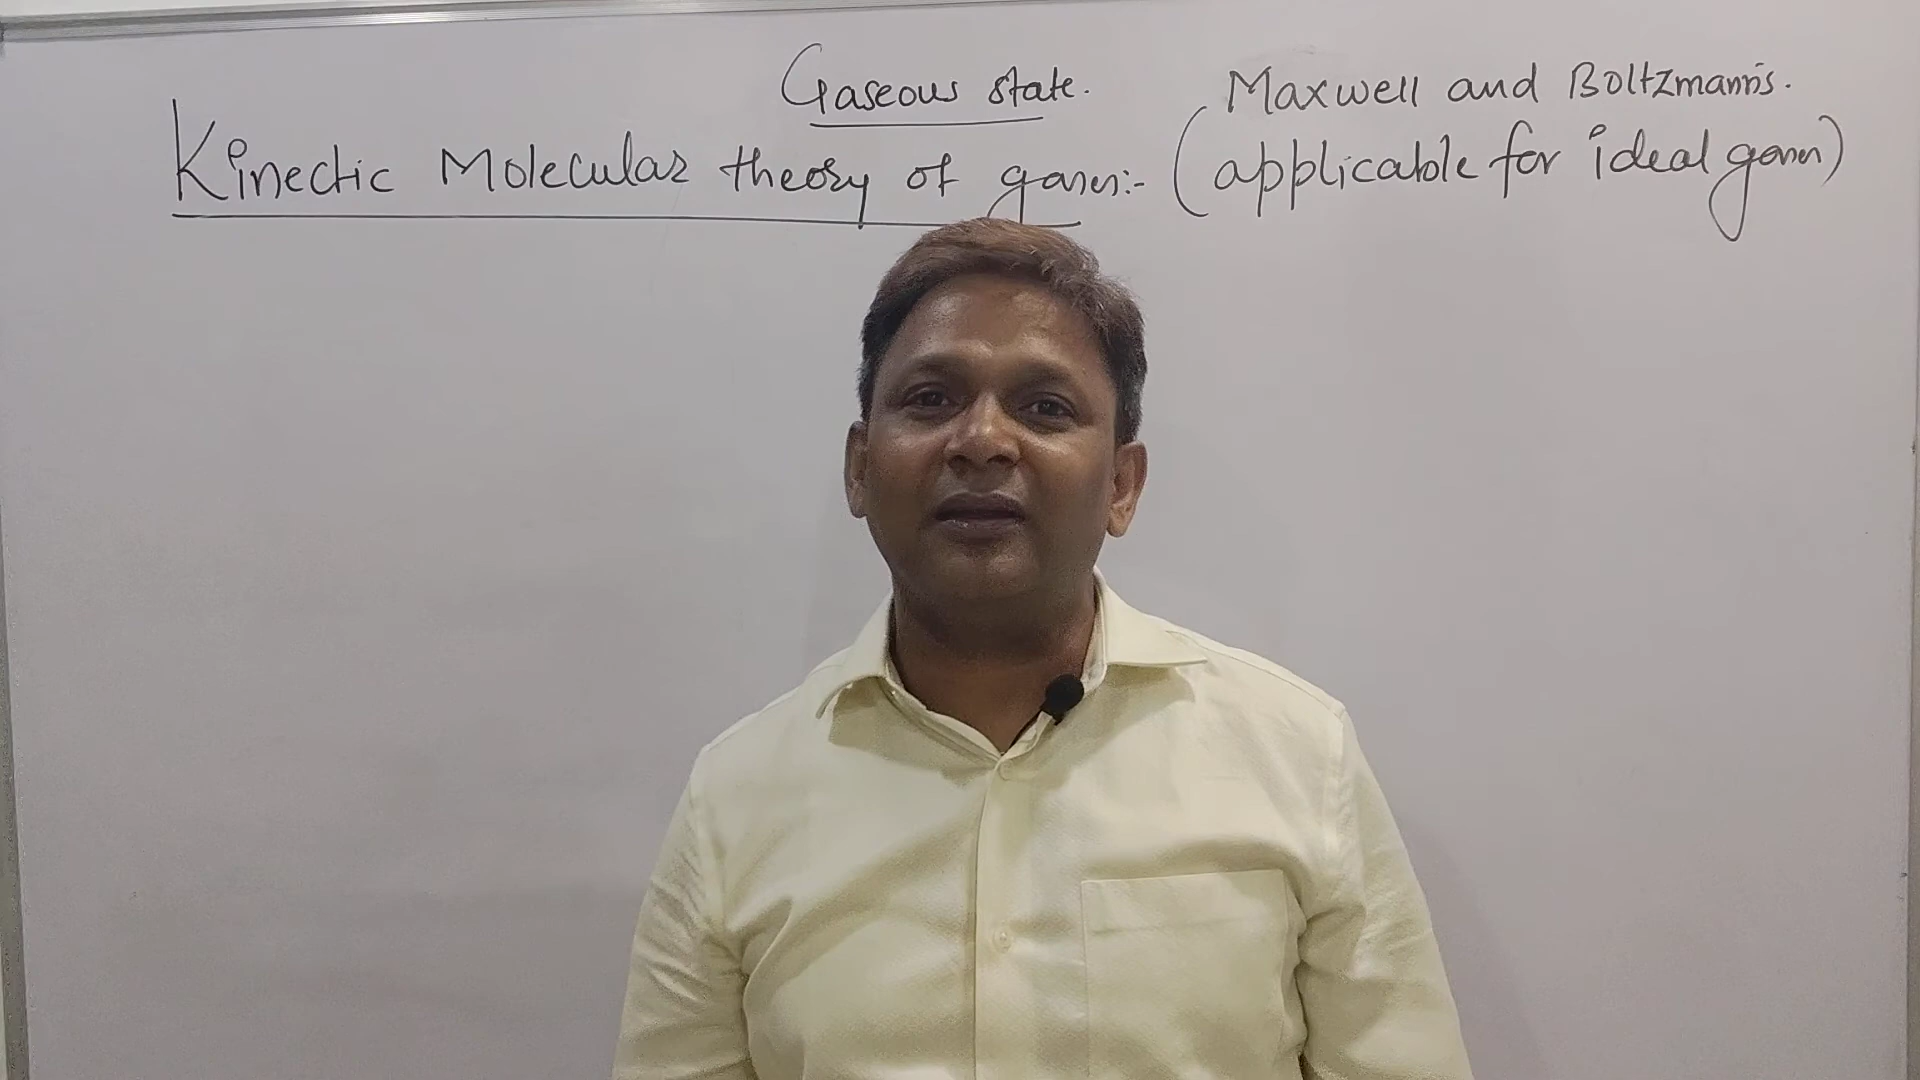 Gaseous state.
Maxwell and Boltzmann's.
Kinectic Molecular theory of gases:- (applicable for ideal gases)